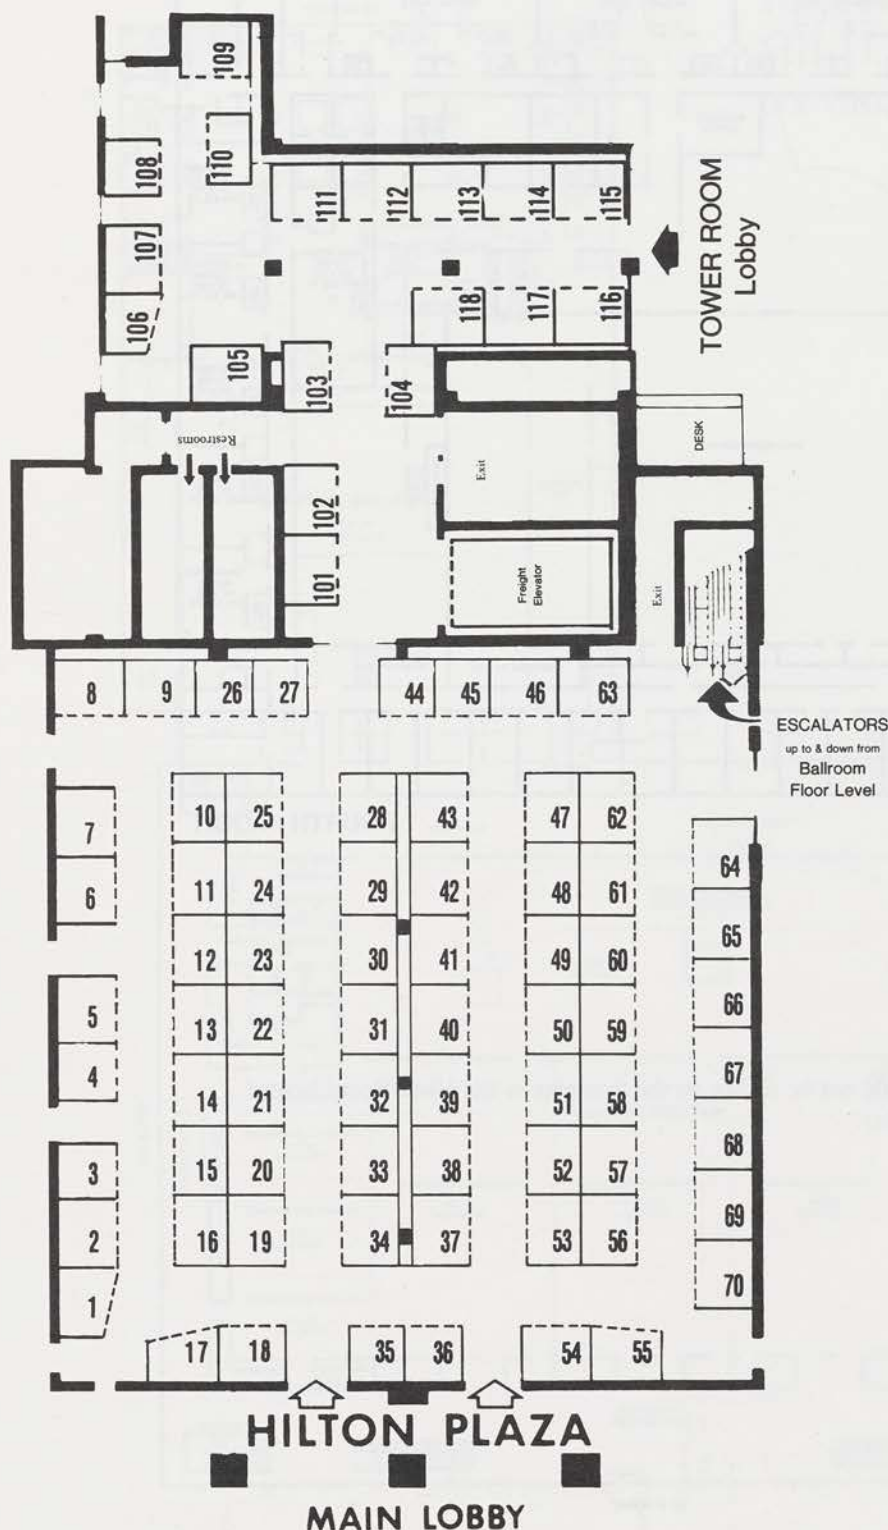 109
108
110
111 112 113 114 115
107
106
118 117 116
TOWER ROOM
Lobby
105
103
104
Restrooms
DESK
Exit
102
101
Freight
Elevator
Exit
8 9 26 27 44 45 46 63
ESCALATORS
up to & down from
Ballroom
Floor Level
7 10 25 28 43 47 62
64
6 11 24 29 42 48 61
65
12 23 30 41 49 60
66
5 13 22 31 40 50 59
67
4 14 21 32 39 51 58
68
3 15 20 33 38 52 57
69
2 16 19 34 37 53 56
70
1
17 18 35 36 54 55
HILTON PLAZA
MAIN LOBBY